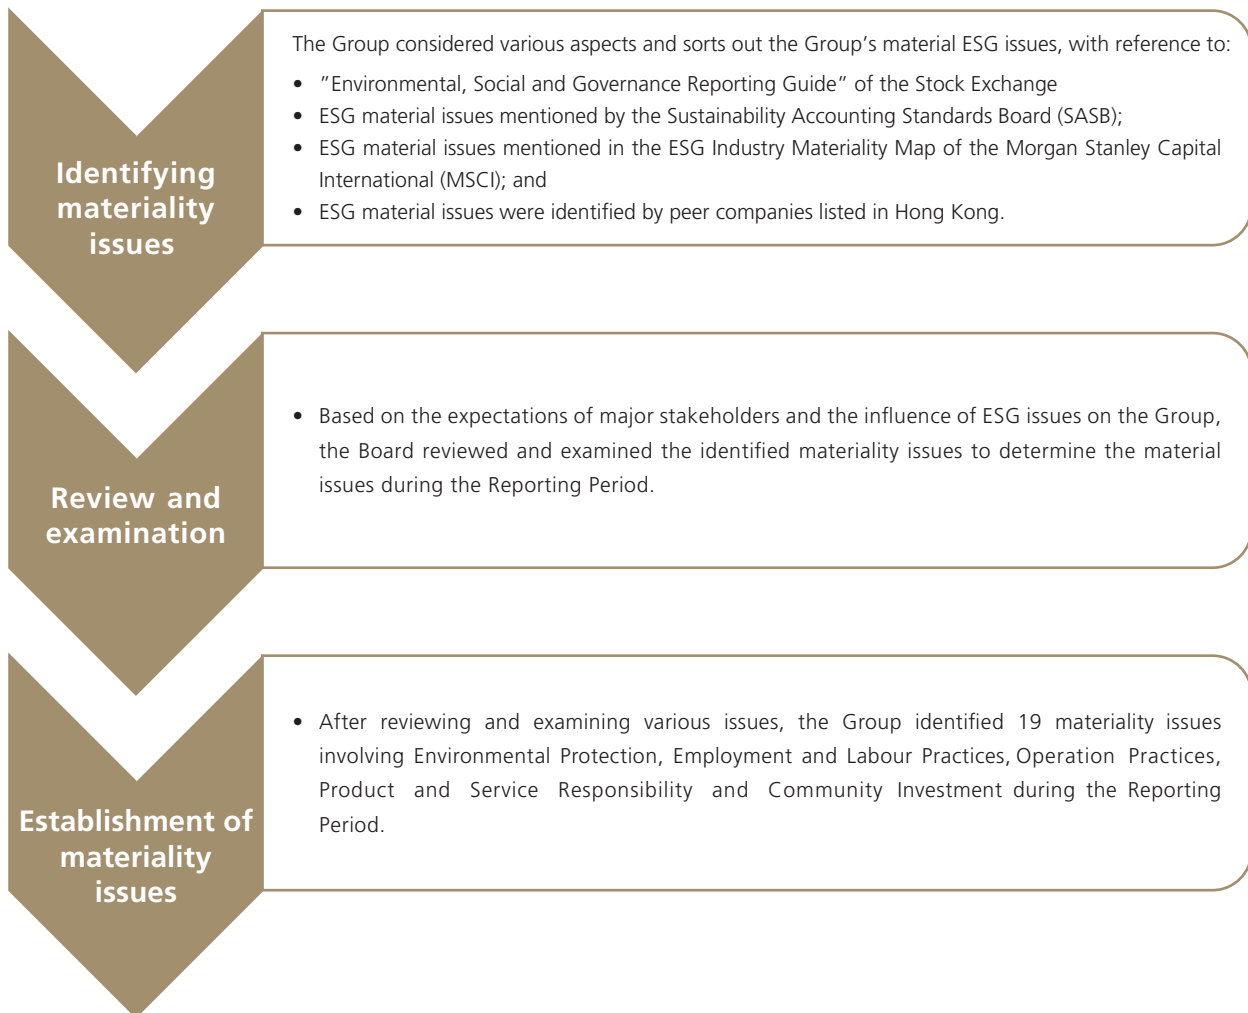 Identifying
materiality
issues
The Group considered various aspects and sorts out the Group's material ESG issues, with reference to:
• "Environmental, Social and Governance Reporting Guide" of the Stock Exchange
• ESG material issues mentioned by the Sustainability Accounting Standards Board (SASB);
• ESG material issues mentioned in the ESG Industry Materiality Map of the Morgan Stanley Capital
International (MSCI); and
• ESG material issues were identified by peer companies listed in Hong Kong.
Review and
examination
• Based on the expectations of major stakeholders and the influence of ESG issues on the Group,
the Board reviewed and examined the identified materiality issues to determine the material
issues during the Reporting Period.
Establishment of
materiality
issues
• After reviewing and examining various issues, the Group identified 19 materiality issues
involving Environmental Protection, Employment and Labour Practices, Operation Practices,
Product and Service Responsibility and Community Investment during the Reporting
Period.